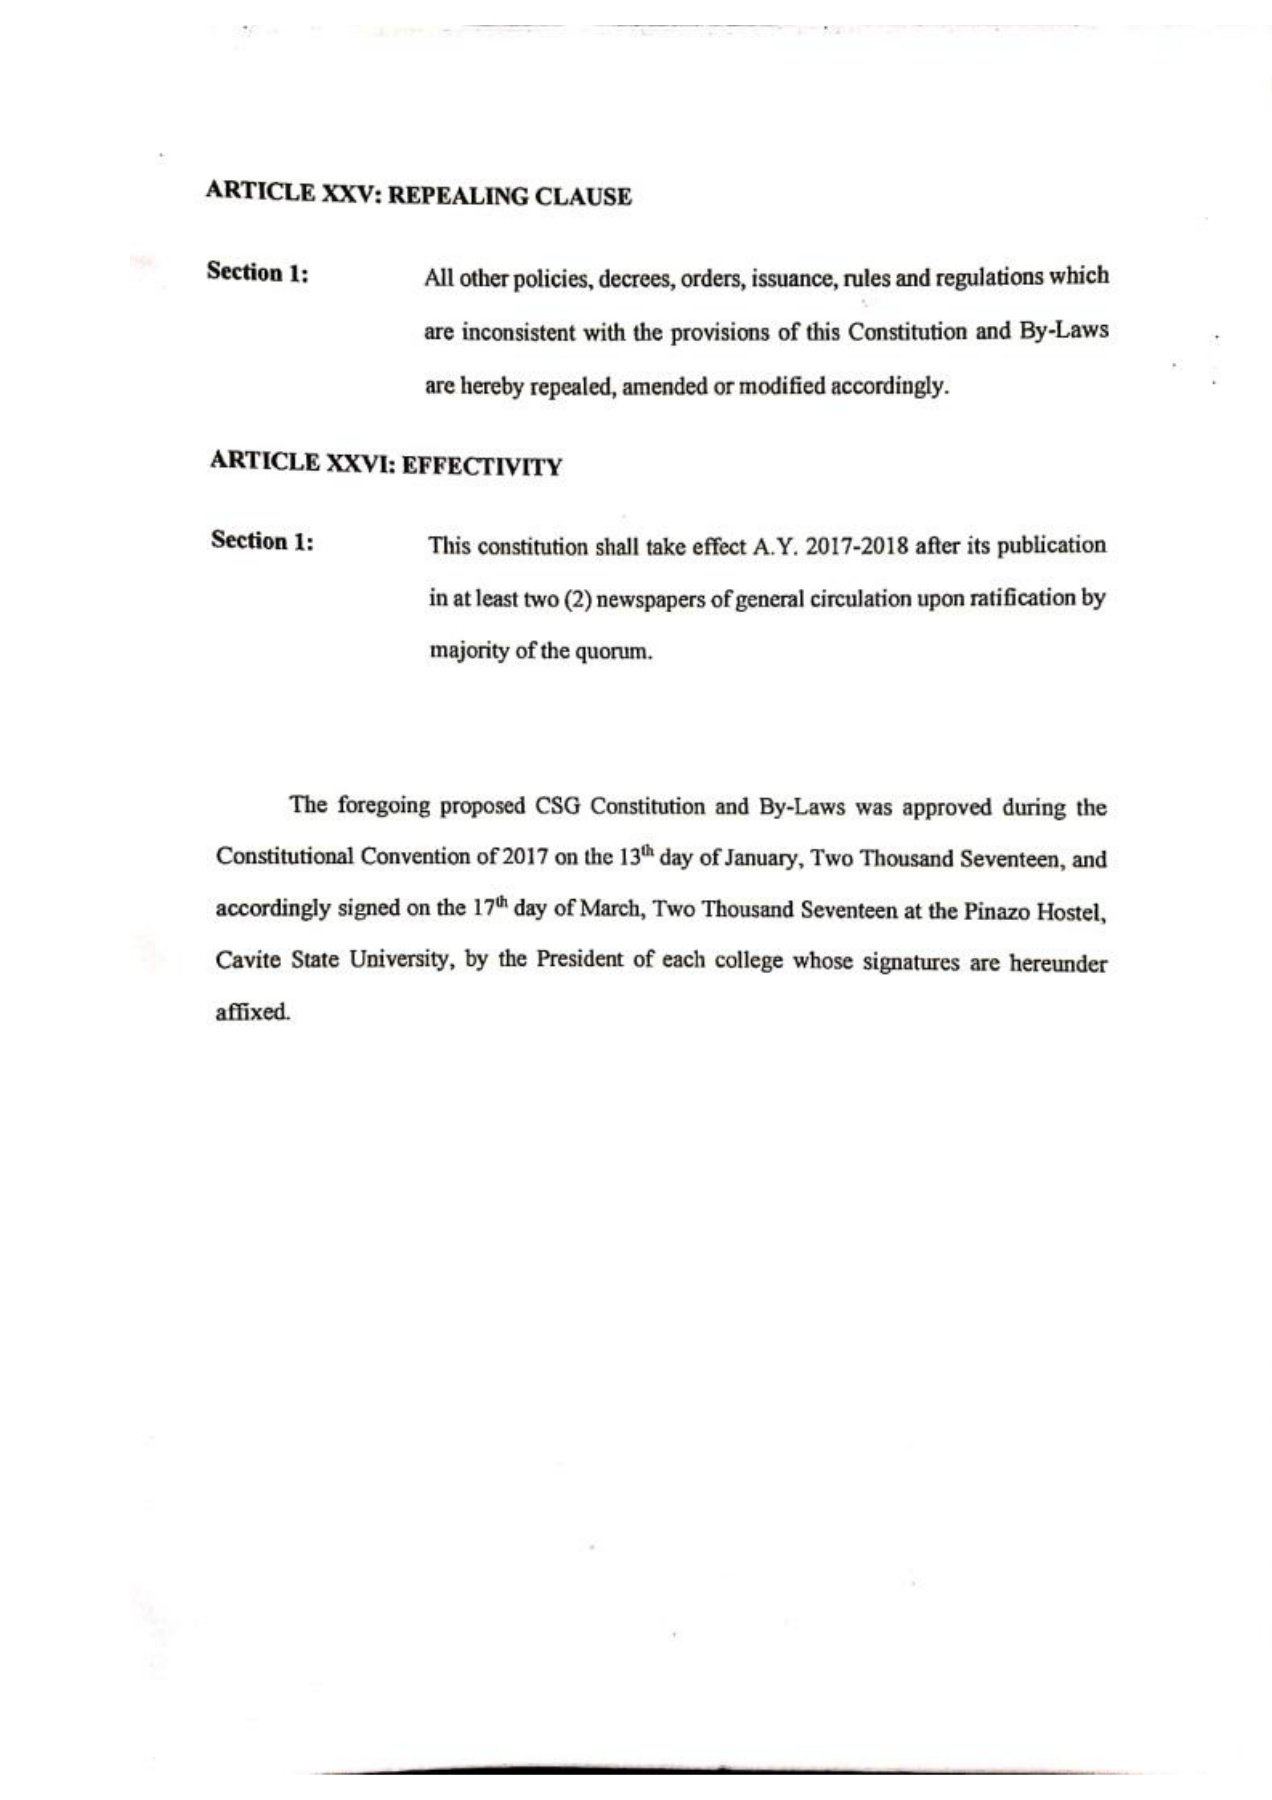 ARTICLE XXV: REPEALING CLAUSE
Section 1: All other policies, decrees, orders, issuance, rules and regulations which
are inconsistent with the provisions of this Constitution and By-Laws
are hereby repealed, amended or modified accordingly.
ARTICLE XXVI: EFFECTIVITY
Section 1: This constitution shall take effect A.Y. 2017-2018 after its publication
in at least two (2) newspapers of general circulation upon ratification by
majority of the quorum.
The foregoing proposed CSG Constitution and By-Laws was approved during the
Constitutional Convention of 2017 on the 13th day of January, Two Thousand Seventeen, and
accordingly signed on the 17th day of March, Two Thousand Seventeen at the Pinazo Hostel,
Cavite State University, by the President of each college whose signatures are hereunder
affixed.